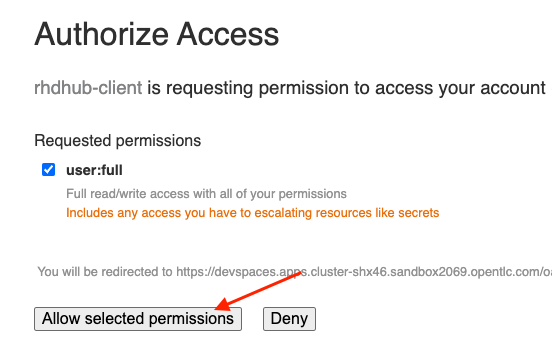 Authorize Access
rhdhub-client is requesting permission to access your account
Requested permissions
user:full
Full read/write access with all of your permissions
Includes any access you have to escalating resources like secrets
You will be redirected to https://devspaces.apps.cluster-shx46.sandbox2069.opentlc.com/oa
Allow selected permissions Deny